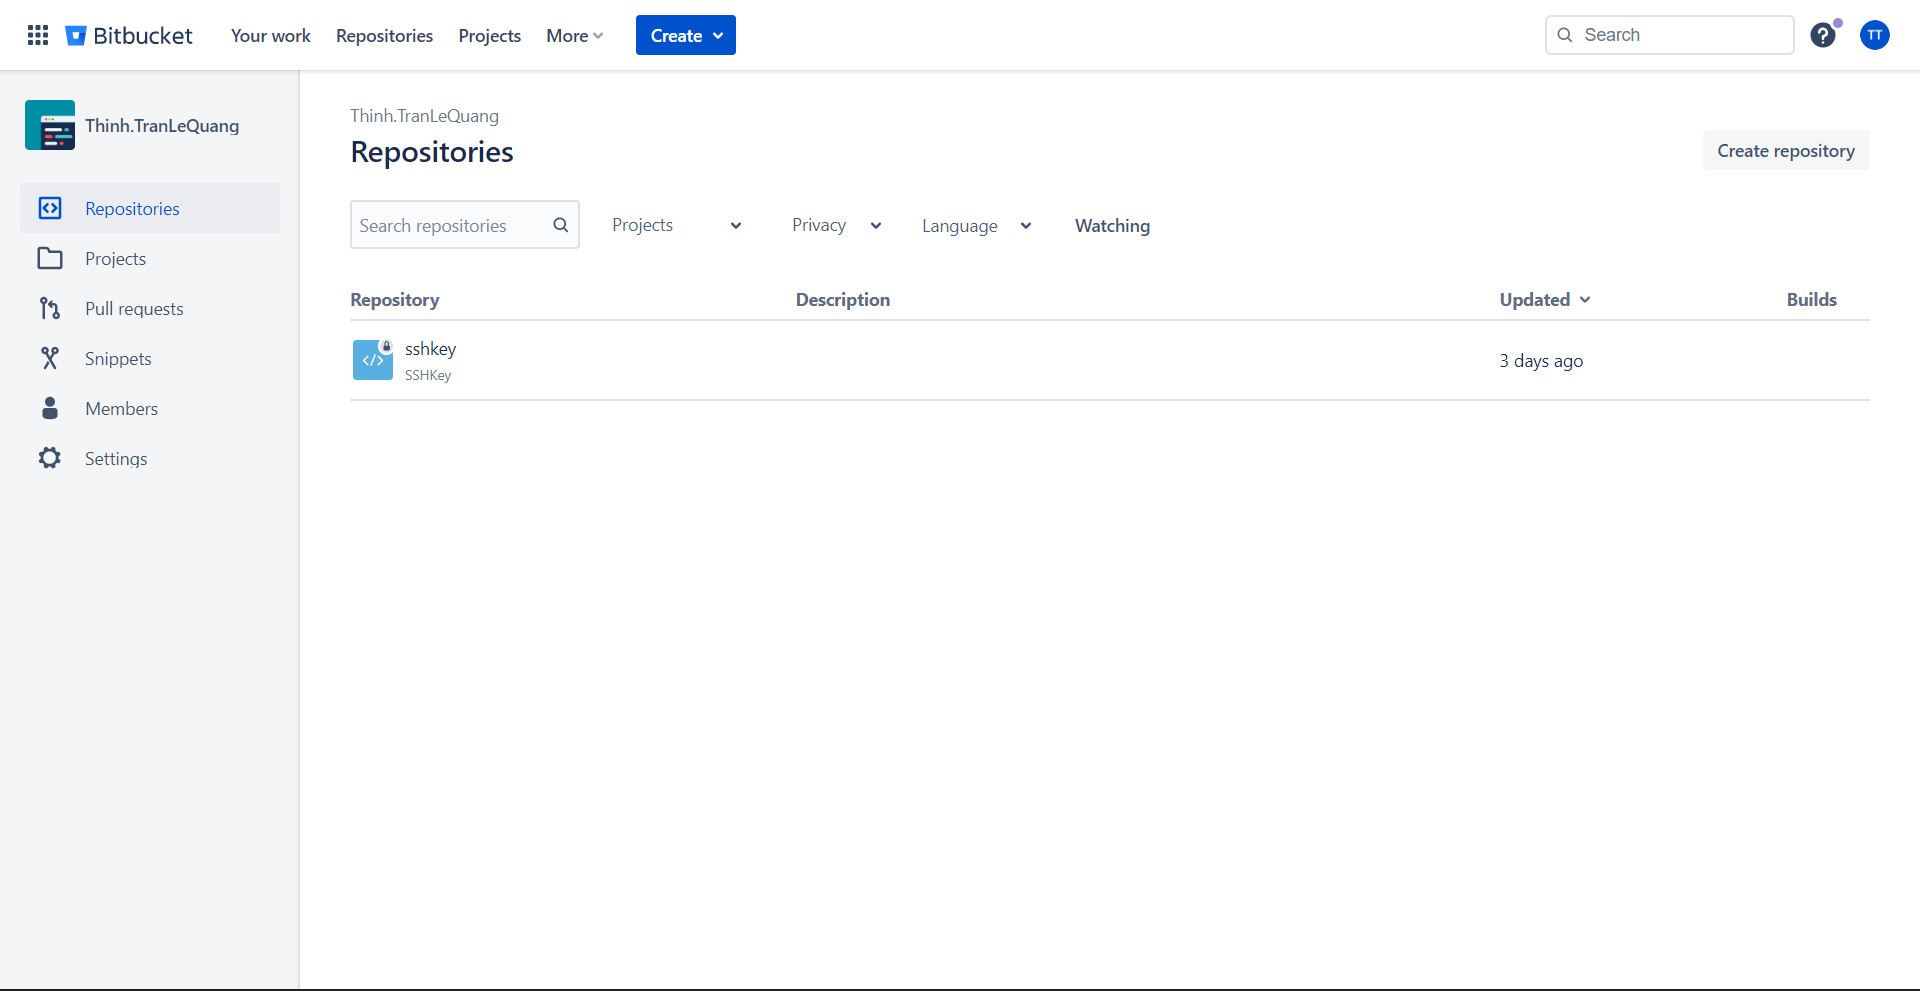 Bitbucket Your work Repositories Projects More Create Search ? TT
Thinh.TranLeQuang
Repositories
Projects
Pull requests
Snippets
Members
Settings
Thinh.TranLeQuang
Repositories
Create repository
Search repositories Projects Privacy Language Watching
Repository Description Updated Builds
</> sshkey 3 days ago
SSHKey